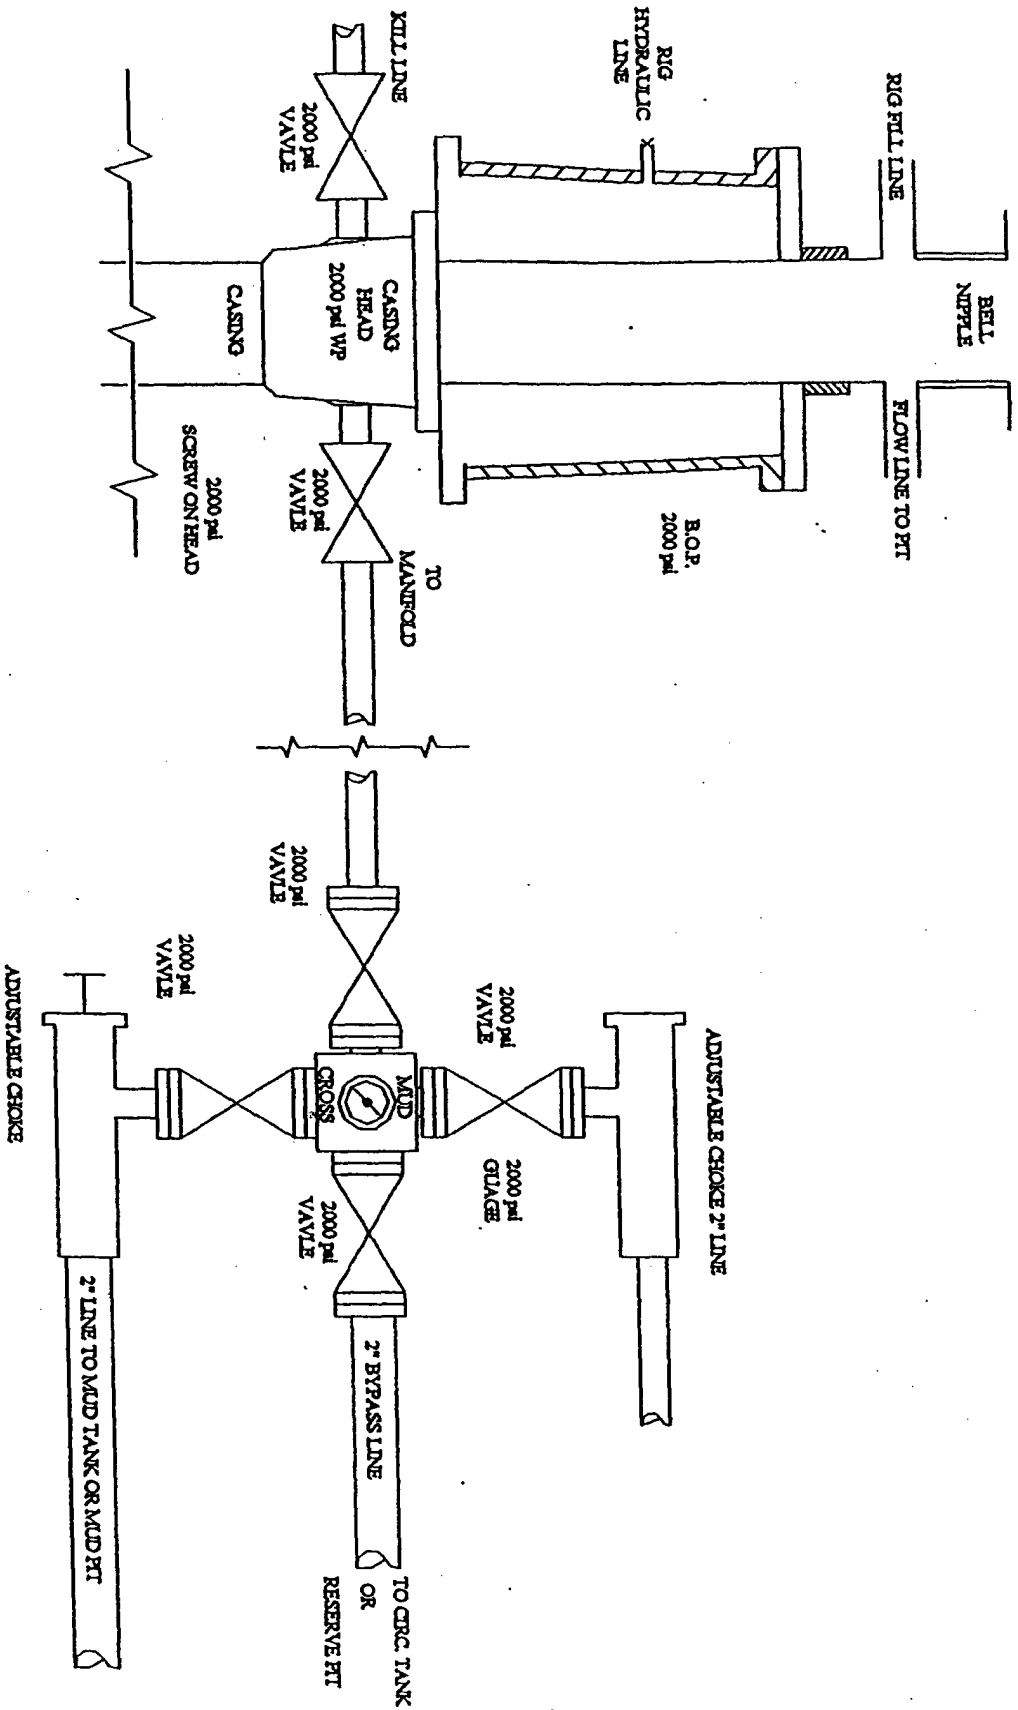 BELL
NIPPLE
RIG FILL LINE
FLOW LINE TO PIT
RIG
HYDRAULIC
LINE
B.O.P.
2000 psi
KILL LINE
2000 psi
VAVLE
CASING
HEAD
2000 psi WP
CASING
2000 psi
VAVLE
TO
MANIFOLD
2000 psi
SCREW ON HEAD
2000 psi
VAVLE
ADJUSTABLE CHOKE 2" LINE
2000 psi
VAVLE
2000 psi
GUAGE
MUD
CROSS
2000 psi
VAVLE
2" BYPASS LINE
TO CIRC. TANK
OR
RESERVE PIT
2000 psi
VAVLE
ADJUSTABLE CHOKE
2" LINE TO MUD TANK OR MUD PIT